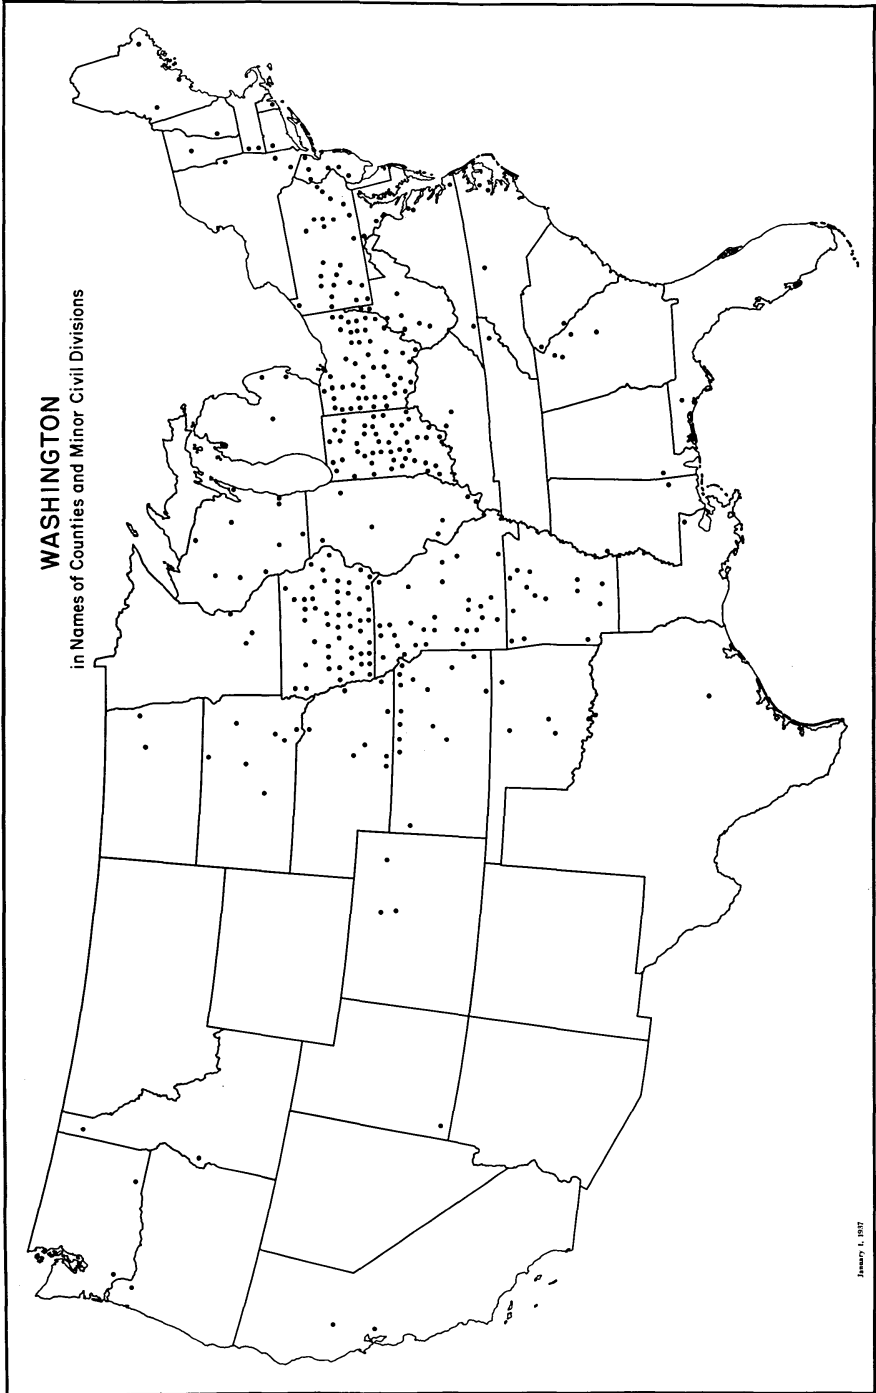 WASHINGTON
in Names of Counties and Minor Civil Divisions
January 1, 1937